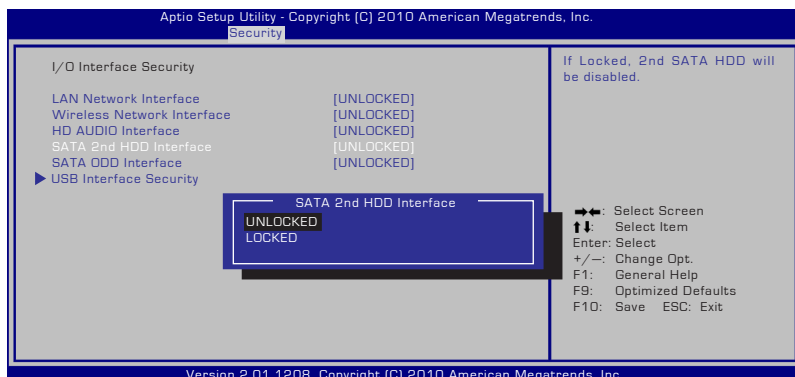 Aptio Setup Utility - Copyright (C) 2010 American Megatrends, Inc.
Security
I/O Interface Security
LAN Network Interface [UNLOCKED]
Wireless Network Interface [UNLOCKED]
HD AUDIO Interface [UNLOCKED]
SATA 2nd HDD Interface [UNLOCKED]
SATA ODD Interface [UNLOCKED]
USB Interface Security
SATA 2nd HDD Interface
UNLOCKED
LOCKED
If Locked, 2nd SATA HDD will
be disabled.
→←: Select Screen
↑↓: Select Item
Enter: Select
+/—: Change Opt.
F1: General Help
F9: Optimized Defaults
F10: Save ESC: Exit
Version 2.01.1208. Copyright (C) 2010 American Megatrends, Inc.